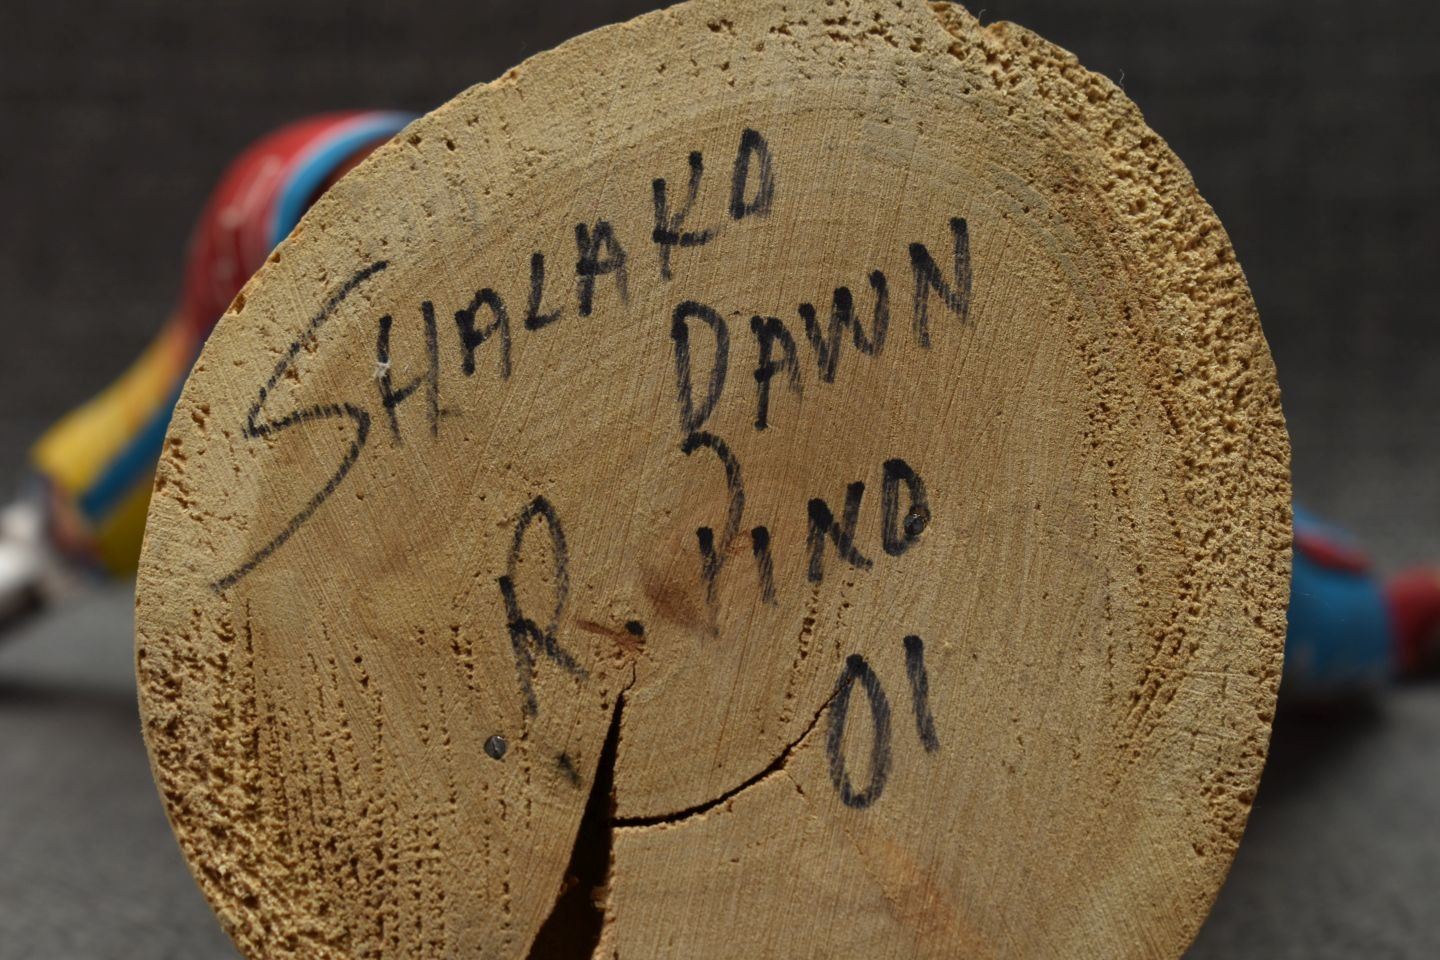 SHALAKO
DAWN
R. PINO
01